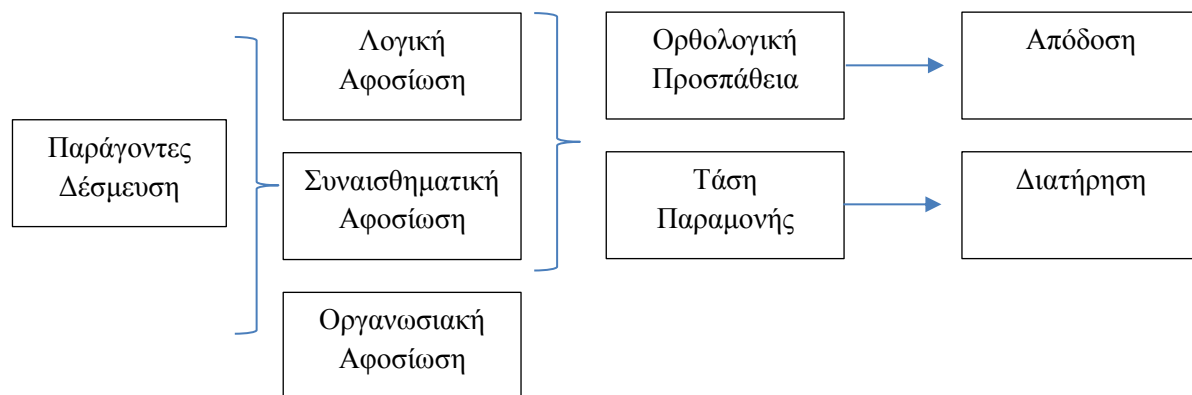 Παράγοντες
Δέσμευση
Λογική
Αφοσίωση
Συναισθηματική
Αφοσίωση
Οργανωσιακή
Αφοσίωση
Ορθολογική
Προσπάθεια
Τάση
Παραμονής
Απόδοση
Διατήρηση